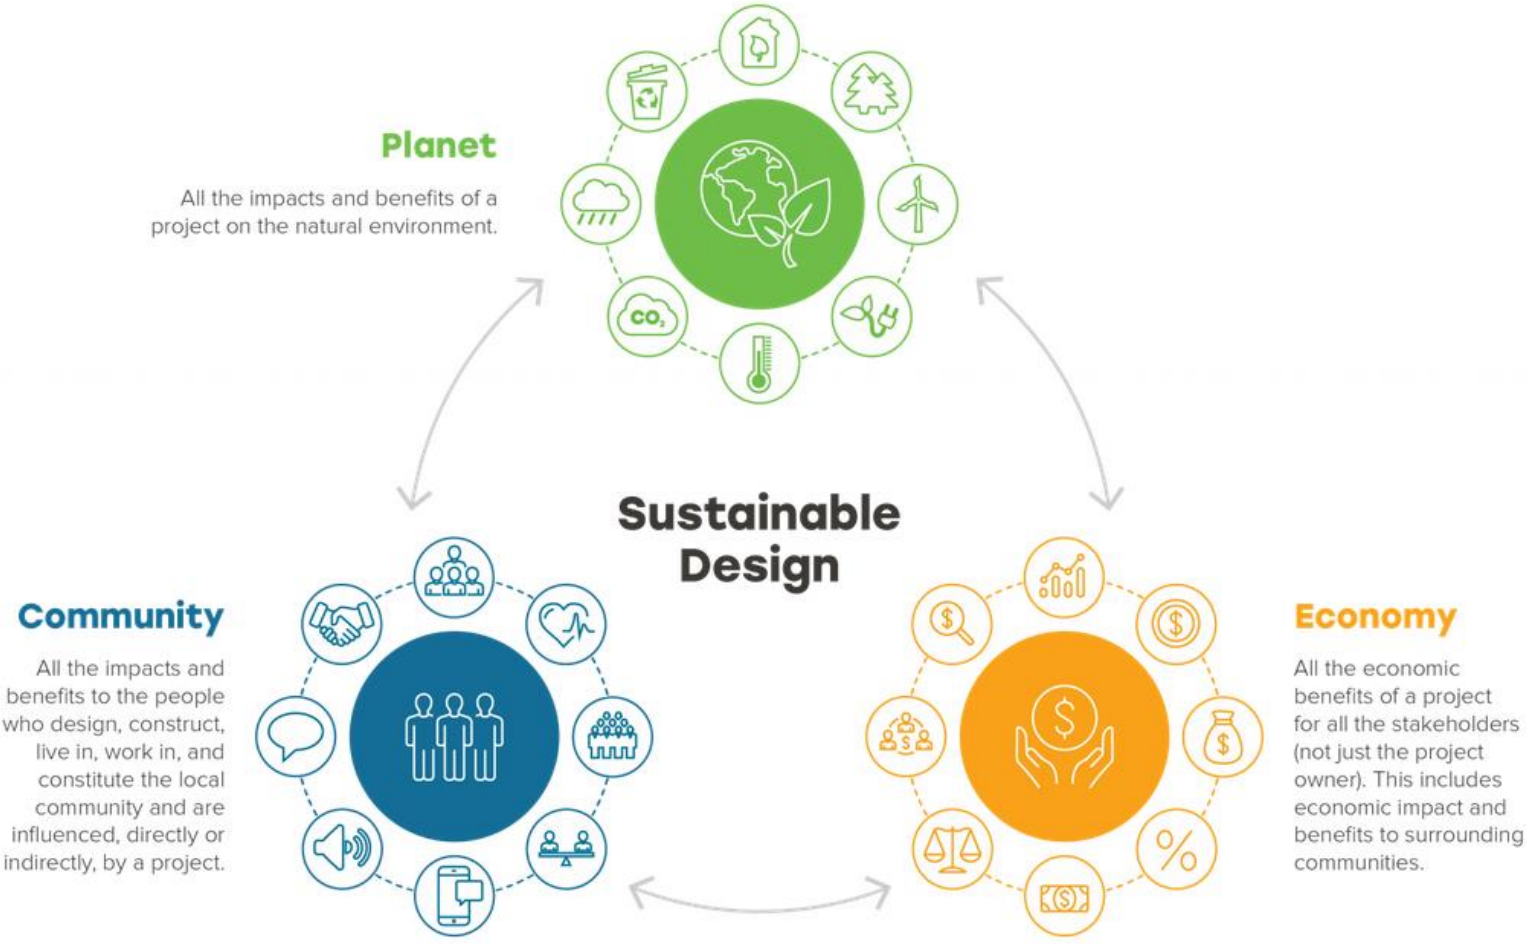 Planet
All the impacts and benefits of a
project on the natural environment.
CO₂
Sustainable
Design
Community
All the impacts and
benefits to the people
who design, construct,
live in, work in, and
constitute the local
community and are
influenced, directly or
indirectly, by a project.
$
$
$
$
$
%
$
Economy
All the economic
benefits of a project
for all the stakeholders
(not just the project
owner). This includes
economic impact and
benefits to surrounding
communities.